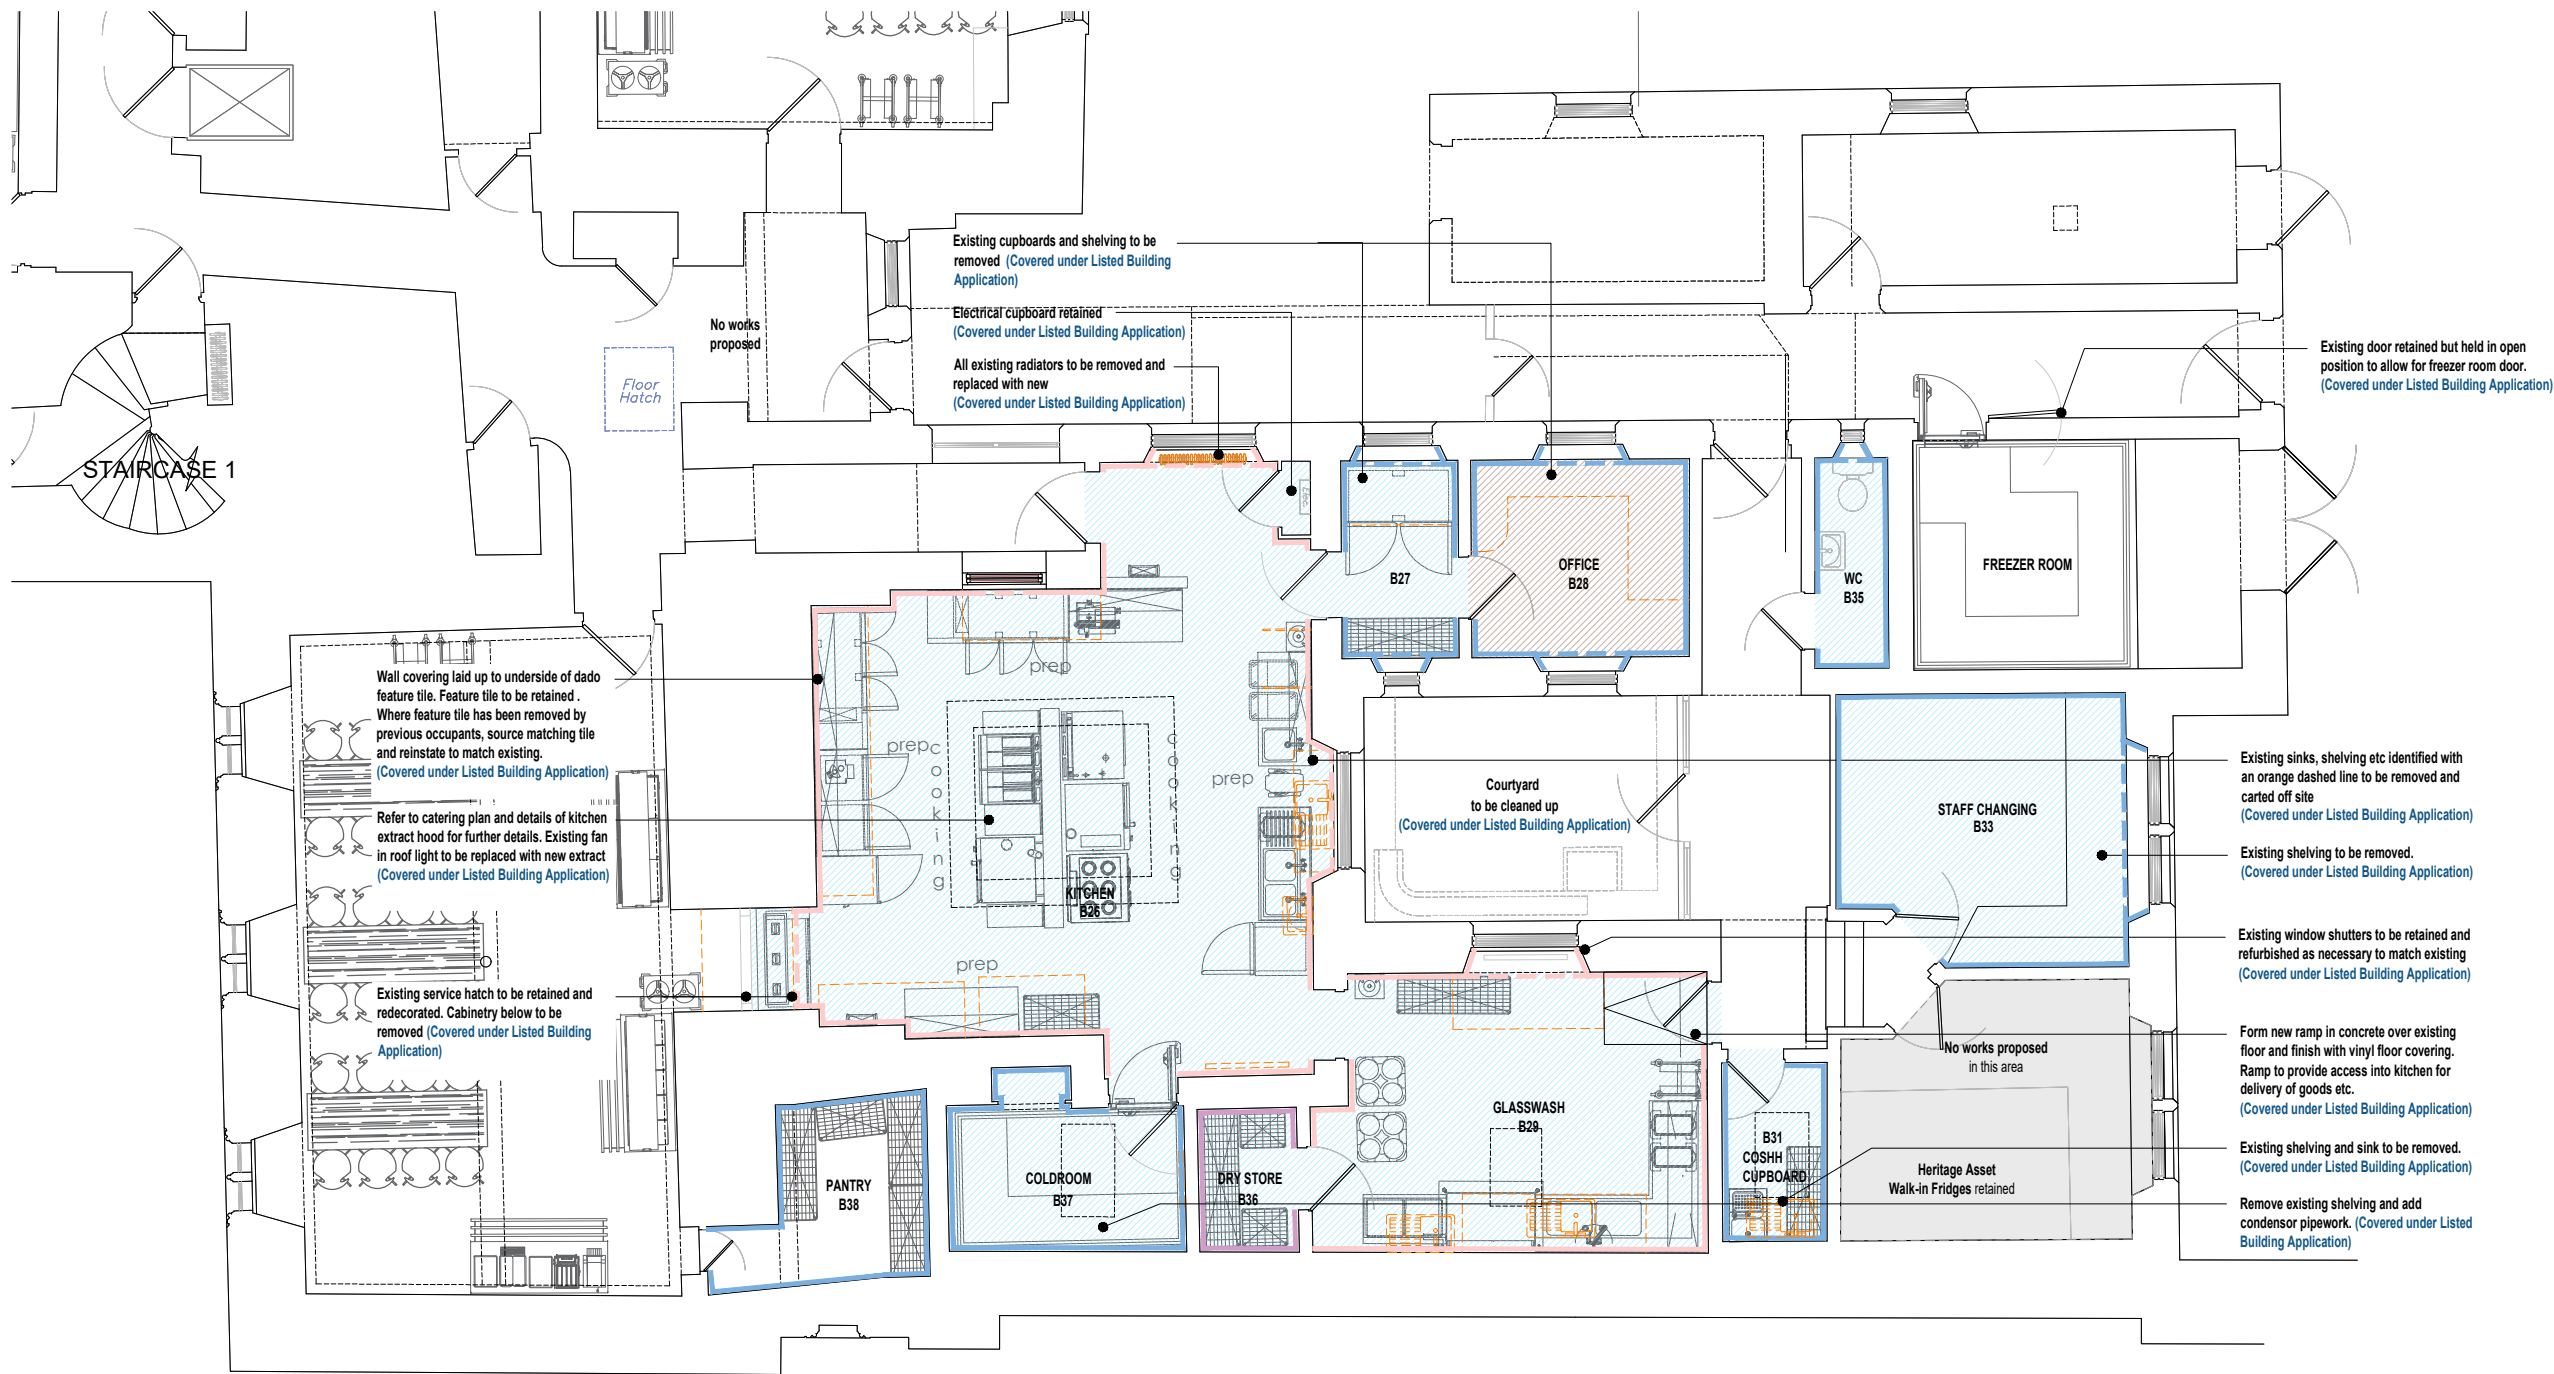 Existing cupboards and shelving to be
removed (Covered under Listed Building
Application)
Electrical cupboard retained
(Covered under Listed Building Application)
All existing radiators to be removed and
replaced with new
(Covered under Listed Building Application)
No works
proposed
Floor
Hatch
STAIRCASE 1
Existing door retained but held in open
position to allow for freezer room door.
(Covered under Listed Building Application)
Elec
B27
OFFICE
B28
WC
B35
FREEZER ROOM
Wall covering laid up to underside of dado
feature tile. Feature tile to be retained .
Where feature tile has been removed by
previous occupants, source matching tile
and reinstate to match existing.
(Covered under Listed Building Application)
Refer to catering plan and details of kitchen
extract hood for further details. Existing fan
in roof light to be replaced with new extract
(Covered under Listed Building Application)
Existing service hatch to be retained and
redecorated. Cabinetry below to be
removed (Covered under Listed Building
Application)
prep
prep
prep
prep
cooking
cooking
KITCHEN
B26
Courtyard
to be cleaned up
(Covered under Listed Building Application)
STAFF CHANGING
B33
Existing sinks, shelving etc identified with
an orange dashed line to be removed and
carted off site
(Covered under Listed Building Application)
Existing shelving to be removed.
(Covered under Listed Building Application)
Existing window shutters to be retained and
refurbished as necessary to match existing
(Covered under Listed Building Application)
Form new ramp in concrete over existing
floor and finish with vinyl floor covering.
Ramp to provide access into kitchen for
delivery of goods etc.
(Covered under Listed Building Application)
Existing shelving and sink to be removed.
(Covered under Listed Building Application)
Remove existing shelving and add
condensor pipework. (Covered under Listed
Building Application)
No works proposed
in this area
Heritage Asset
Walk-in Fridges retained
GLASSWASH
B29
B31
COSHH
CUPBOARD
PANTRY
B38
COLDROOM
B37
DRY STORE
B36